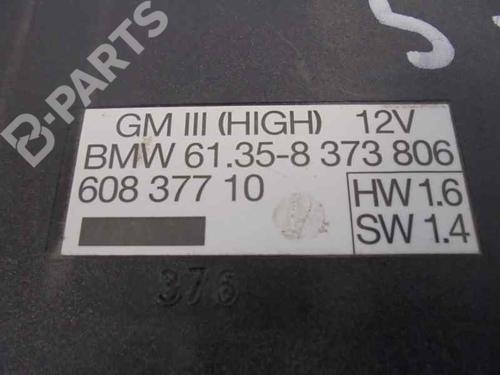 B-PARTS
S
GM III (HIGH) 12V
BMW 61.35-8 373 806
608 377 10
HW 1.6
SW 1.4
376